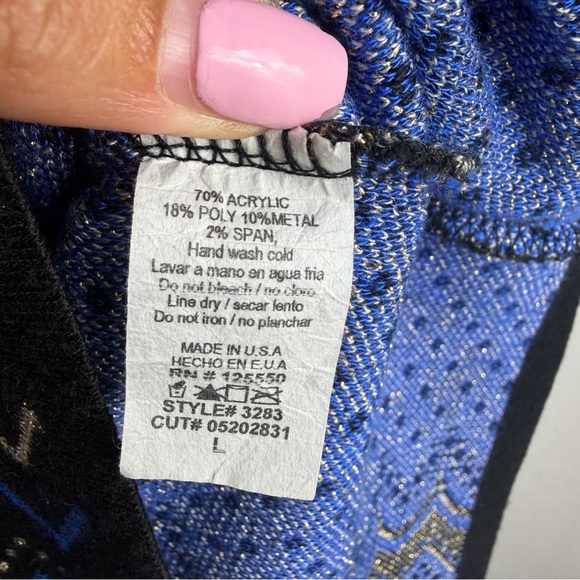 70% ACRYLIC
18% POLY 10%METAL
2% SPAN,
Hand wash cold
Lavar a mano en agua fria
Do not bleach / no cloro
Line dry / secar lento
Do not iron / no planchar
MADE IN U.S.A
HECHO EN E.U.A
RN # 125550
STYLE# 3283
CUT# 05202831
L